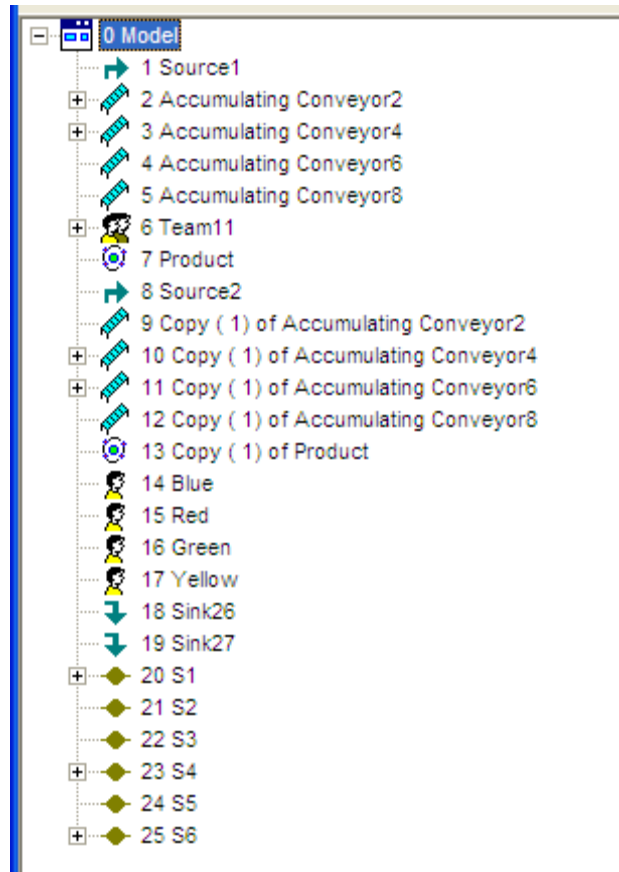 0 Model
1 Source1
2 Accumulating Conveyor2
3 Accumulating Conveyor4
4 Accumulating Conveyor6
5 Accumulating Conveyor8
6 Team11
7 Product
8 Source2
9 Copy ( 1) of Accumulating Conveyor2
10 Copy ( 1) of Accumulating Conveyor4
11 Copy ( 1) of Accumulating Conveyor6
12 Copy ( 1) of Accumulating Conveyor8
13 Copy ( 1) of Product
14 Blue
15 Red
16 Green
17 Yellow
18 Sink26
19 Sink27
20 S1
21 S2
22 S3
23 S4
24 S5
25 S6